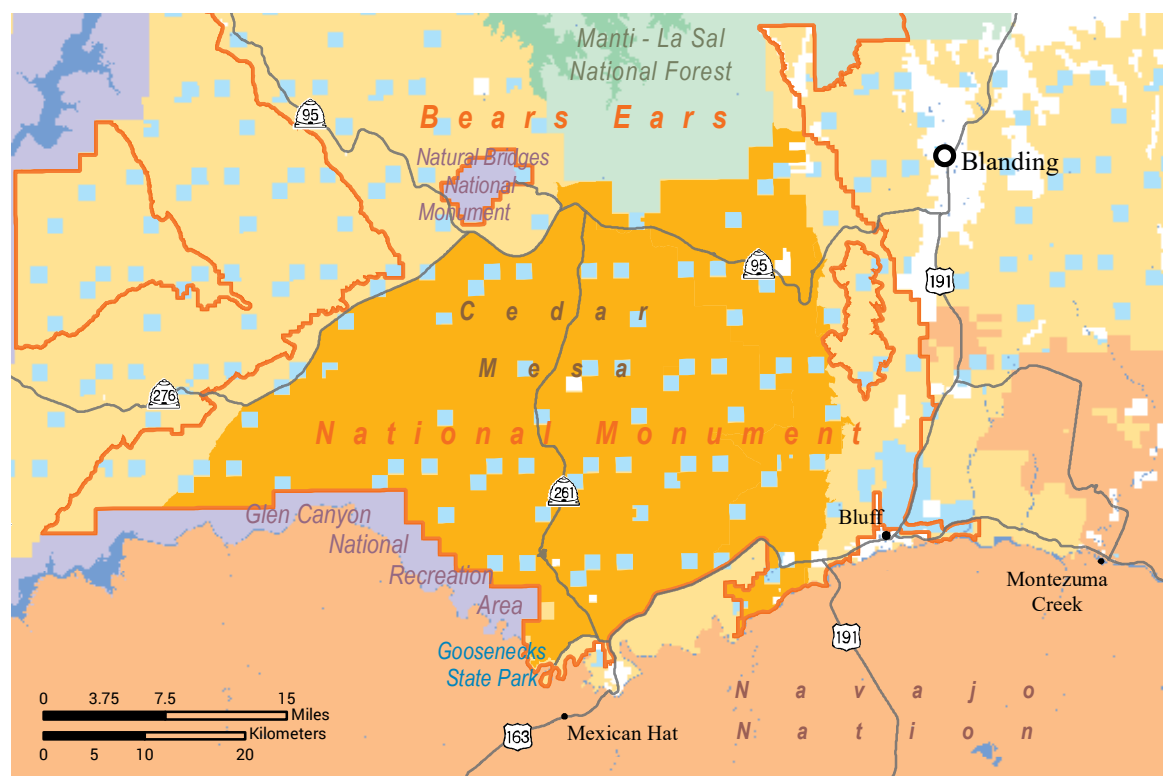 Manti - La Sal
National Forest
95
Bears Ears
Natural Bridges
National
Monument
Blanding
95
191
Cedar
Mesa
276
National Monument
261
Glen Canyon
National
Recreation
Area
Bluff
Montezuma
Creek
191
Goosenecks
State Park
Navajo
Nation
0 3.75 7.5 15
Miles
Kilometers
0 5 10 20
163
Mexican Hat